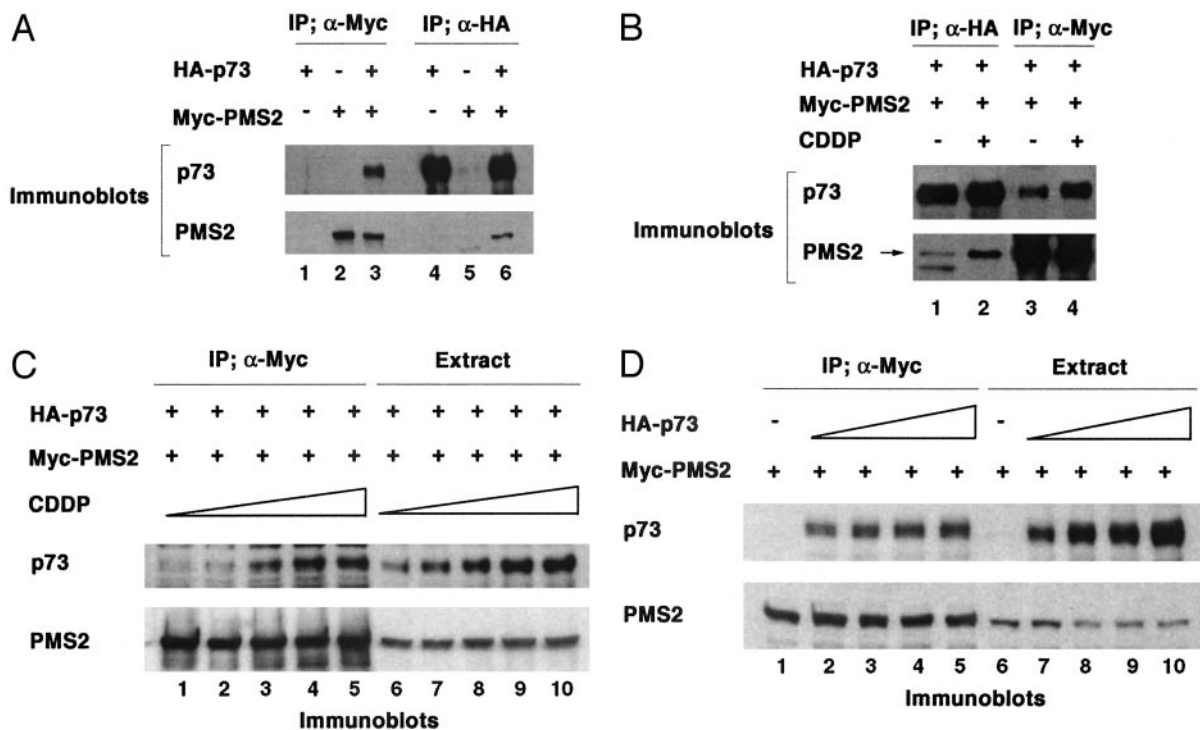 A
IP; α-Myc IP; α-HA
HA-p73 + - + + - +
Myc-PMS2 - + + - + +
Immunoblots
p73
PMS2
1 2 3 4 5 6
B
IP; α-HA IP; α-Myc
HA-p73 + + + +
Myc-PMS2 + + + +
CDDP - + - +
Immunoblots
p73
PMS2 →
1 2 3 4
C
IP; α-Myc Extract
HA-p73 + + + + + + + + + +
Myc-PMS2 + + + + + + + + + +
CDDP
p73
PMS2
1 2 3 4 5 6 7 8 9 10
Immunoblots
D
IP; α-Myc Extract
HA-p73 - -
Myc-PMS2 + + + + + + + + + +
p73
PMS2
1 2 3 4 5 6 7 8 9 10
Immunoblots